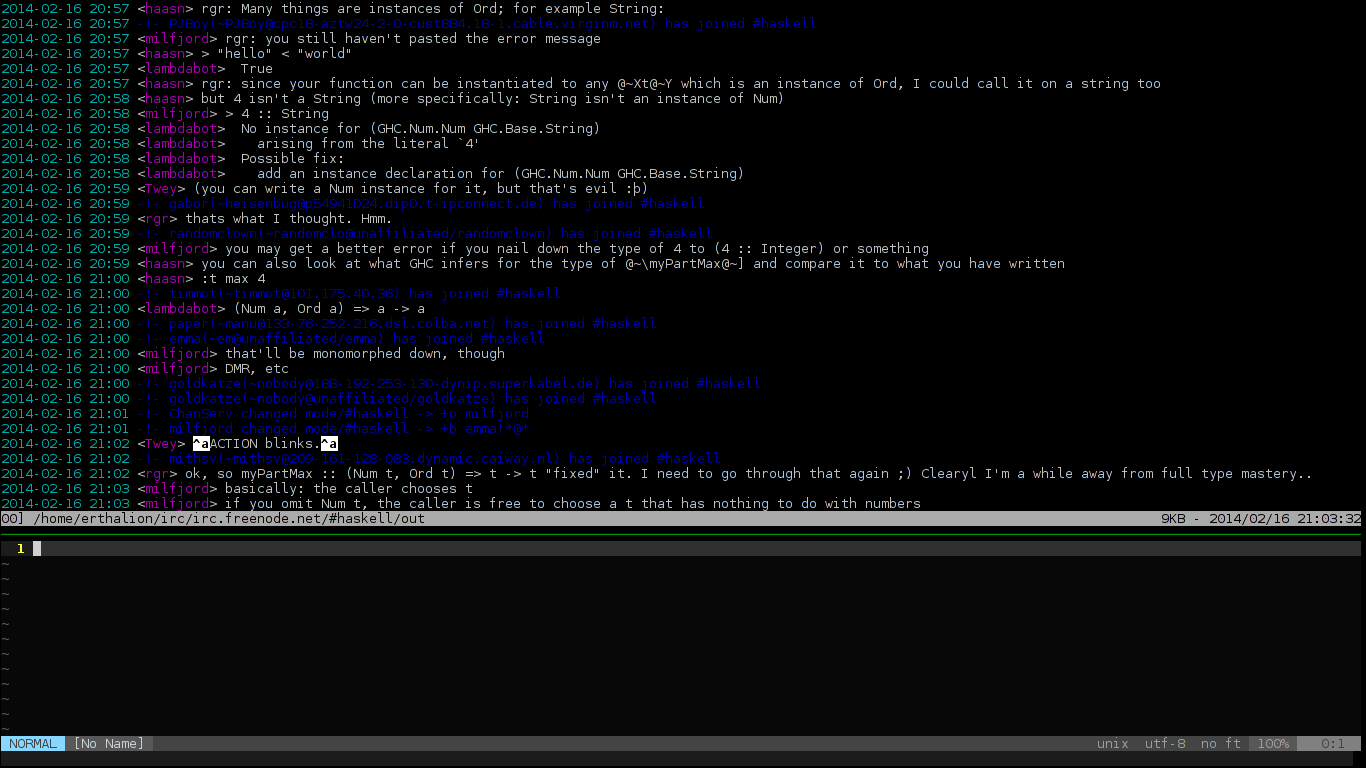 2014-02-16 20:57 <haasn> rgr: Many things are instances of Ord; for example String:
2014-02-16 20:57 -!- PJBoy(~PJBoy@cpc18-aztw24-2-0-cust884.18-1.cable.virginm.net) has joined #haskell
2014-02-16 20:57 <milfjord> rgr: you still haven't pasted the error message
2014-02-16 20:57 <haasn> > "hello" < "world"
2014-02-16 20:57 <lambdabot>  True
2014-02-16 20:57 <haasn> rgr: since your function can be instantiated to any @~Xt@~Y which is an instance of Ord, I could call it on a string too
2014-02-16 20:58 <haasn> but 4 isn't a String (more specifically: String isn't an instance of Num)
2014-02-16 20:58 <milfjord> > 4 :: String
2014-02-16 20:58 <lambdabot>  No instance for (GHC.Num.Num GHC.Base.String)
2014-02-16 20:58 <lambdabot>    arising from the literal `4'
2014-02-16 20:58 <lambdabot>  Possible fix:
2014-02-16 20:58 <lambdabot>    add an instance declaration for (GHC.Num.Num GHC.Base.String)
2014-02-16 20:59 <Twey> (you can write a Num instance for it, but that's evil :þ)
2014-02-16 20:59 -!- gabor(~heisenbug@p54941D24.dip0.t-ipconnect.de) has joined #haskell
2014-02-16 20:59 <rgr> thats what I thought. Hmm.
2014-02-16 20:59 -!- randomclown(~randomclo@unaffiliated/randomclown) has joined #haskell
2014-02-16 20:59 <milfjord> you may get a better error if you nail down the type of 4 to (4 :: Integer) or something
2014-02-16 20:59 <haasn> you can also look at what GHC infers for the type of @~\myPartMax@~] and compare it to what you have written
2014-02-16 21:00 <haasn> :t max 4
2014-02-16 21:00 -!- timmot(~timmot@101.175.40.36) has joined #haskell
2014-02-16 21:00 <lambdabot> (Num a, Ord a) => a -> a
2014-02-16 21:00 -!- paper(~manu@133-76-252-216.dsl.colba.net) has joined #haskell
2014-02-16 21:00 -!- emma(~em@unaffiliated/emma) has joined #haskell
2014-02-16 21:00 <milfjord> that'll be monomorphed down, though
2014-02-16 21:00 <milfjord> DMR, etc
2014-02-16 21:00 -!- goldkatze(~nobody@188-192-253-130-dynip.superkabel.de) has joined #haskell
2014-02-16 21:00 -!- goldkatze(~nobody@unaffiliated/goldkatze) has joined #haskell
2014-02-16 21:01 -!- ChanServ changed mode/#haskell -> +o milfjord
2014-02-16 21:01 -!- milfjord changed mode/#haskell -> +b emma!*@*
2014-02-16 21:02 <Twey> ^aACTION blinks.^a
2014-02-16 21:02 -!- mithsv(~mithsv@209-161-128-083.dynamic.caiway.nl) has joined #haskell
2014-02-16 21:02 <rgr> ok, so myPartMax :: (Num t, Ord t) => t -> t "fixed" it. I need to go through that again ;) Clearyl I'm a while away from full type mastery..
2014-02-16 21:03 <milfjord> basically: the caller chooses t
2014-02-16 21:03 <milfjord> if you omit Num t, the caller is free to choose a t that has nothing to do with numbers
00] /home/erthalion/irc/irc.freenode.net/#haskell/out 9KB - 2014/02/16 21:03:32
1
~
~
~
~
~
~
~
~
~
~
~
~
NORMAL [No Name] unix utf-8 no ft 100% 0:1